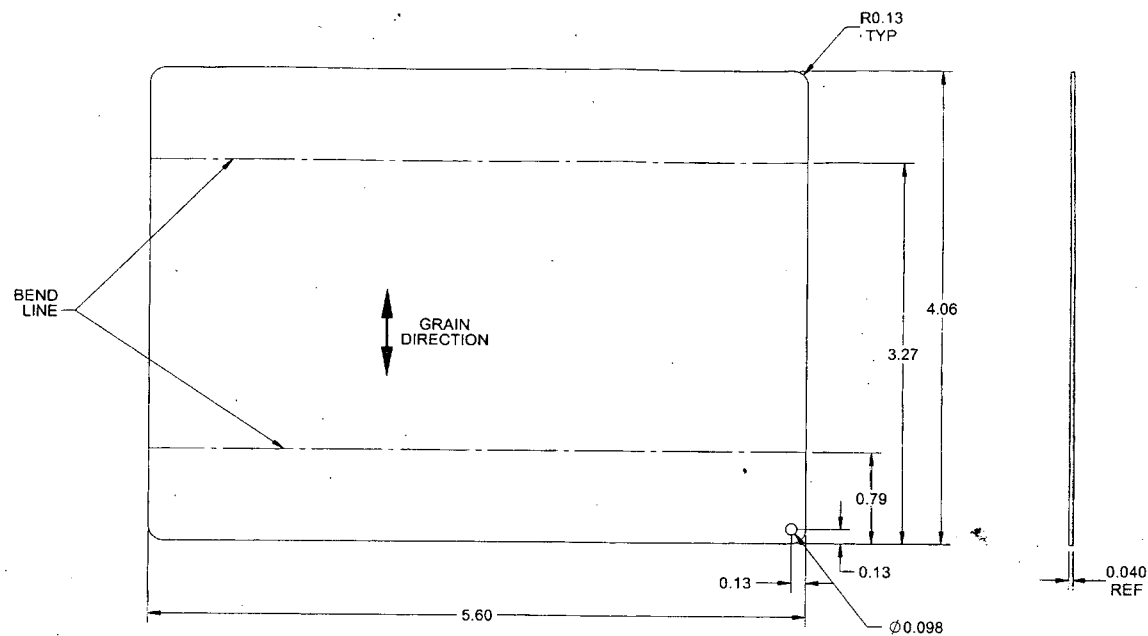 R0.13
TYP
BEND
LINE
GRAIN
DIRECTION
4.06
3.27
0.79
0.13
0.13
0.040
REF
5.60
Ø0.098